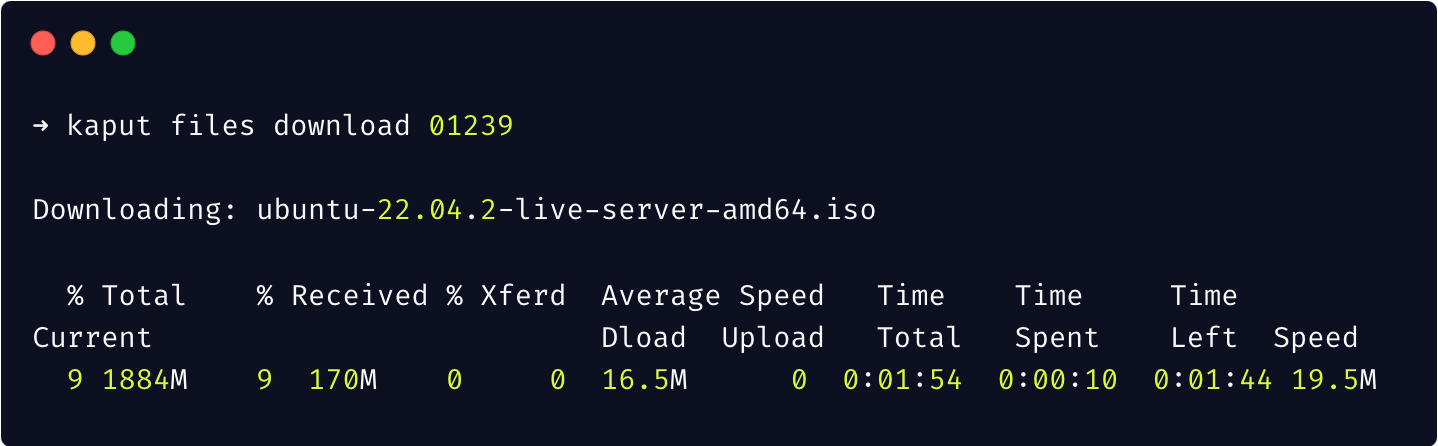 ➜ kaput files download 01239
Downloading: ubuntu-22.04.2-live-server-amd64.iso
  % Total    % Received % Xferd  Average Speed   Time    Time     Time
Current                          Dload  Upload   Total   Spent    Left  Speed
  9 1884M    9  170M    0     0  16.5M      0  0:01:54  0:00:10  0:01:44 19.5M